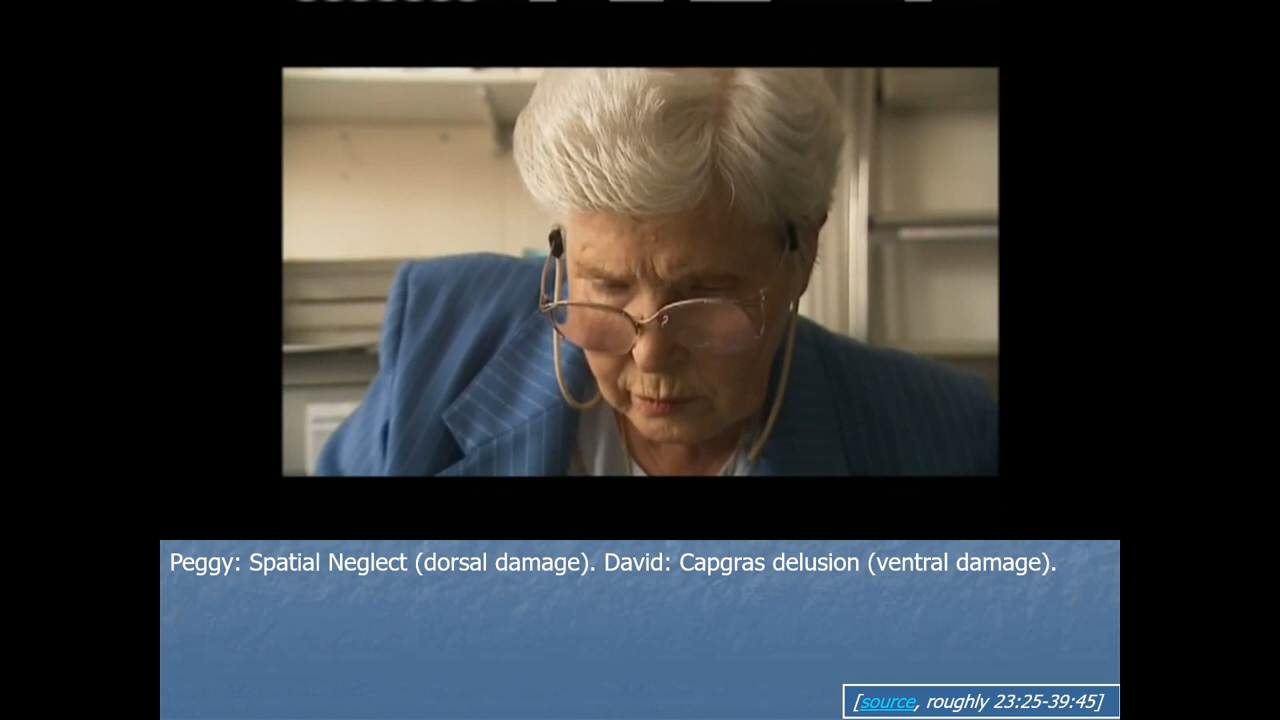 Peggy: Spatial Neglect (dorsal damage). David: Capgras delusion (ventral damage).
[source, roughly 23:25-39:45]